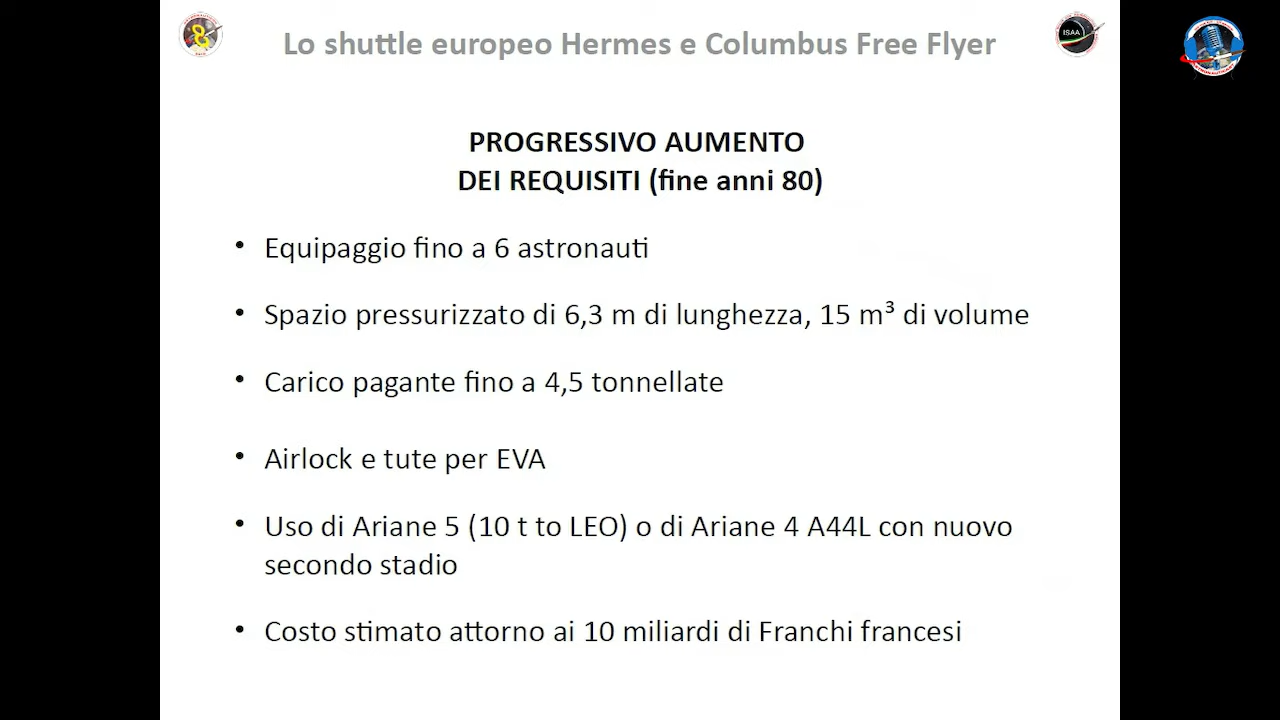 Lo shuttle europeo Hermes e Columbus Free Flyer
ISAA
PROGRESSIVO AUMENTO
DEI REQUISITI (fine anni 80)
• Equipaggio fino a 6 astronauti
• Spazio pressurizzato di 6,3 m di lunghezza, 15 m³ di volume
• Carico pagante fino a 4,5 tonnellate
• Airlock e tute per EVA
• Uso di Ariane 5 (10 t to LEO) o di Ariane 4 A44L con nuovo
secondo stadio
• Costo stimato attorno ai 10 miliardi di Franchi francesi